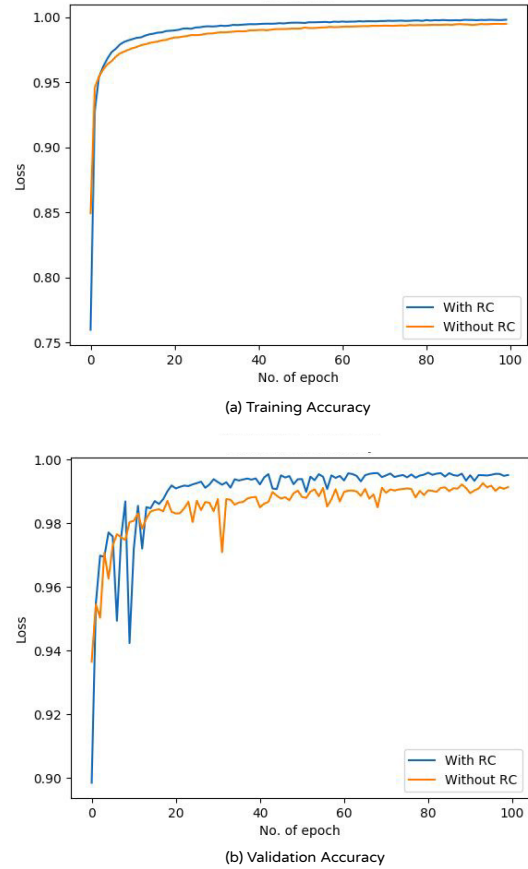 1.00
0.95
0.90
0.85
0.80
0.75
Loss
With RC
Without RC
0 20 40 60 80 100
No. of epoch
(a) Training Accuracy
1.00
0.98
0.96
0.94
0.92
0.90
Loss
With RC
Without RC
0 20 40 60 80 100
No. of epoch
(b) Validation Accuracy